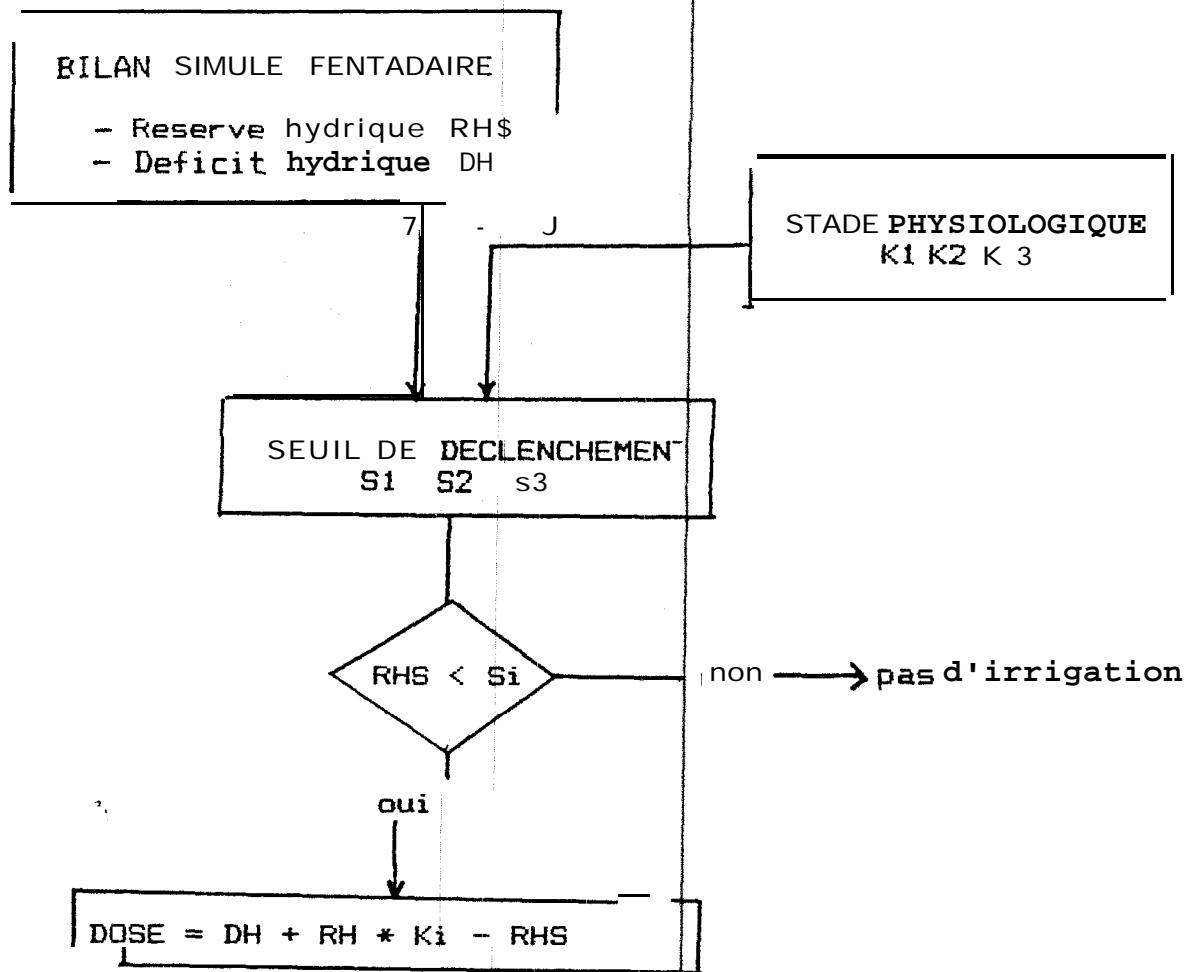 BILAN SIMULE FENTADAIRE
- Reserve hydrique RH$
- Deficit hydrique DH
7 - J
STADE PHYSIOLOGIQUE
K1 K2 K 3
SEUIL DE DECLENCHEMEN
S1 S2 s3
RHS < Si
non
pas d'irrigation
oui
DOSE = DH + RH * Ki - RHS